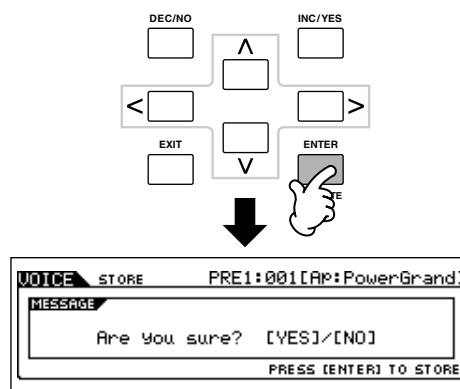 DEC/NO
INC/YES
<
>
EXIT
ENTER
VOICE STORE PRE1:001[AP:PowerGrand]
MESSAGE
Are you sure? [YES]/[NO]
PRESS [ENTER] TO STORE